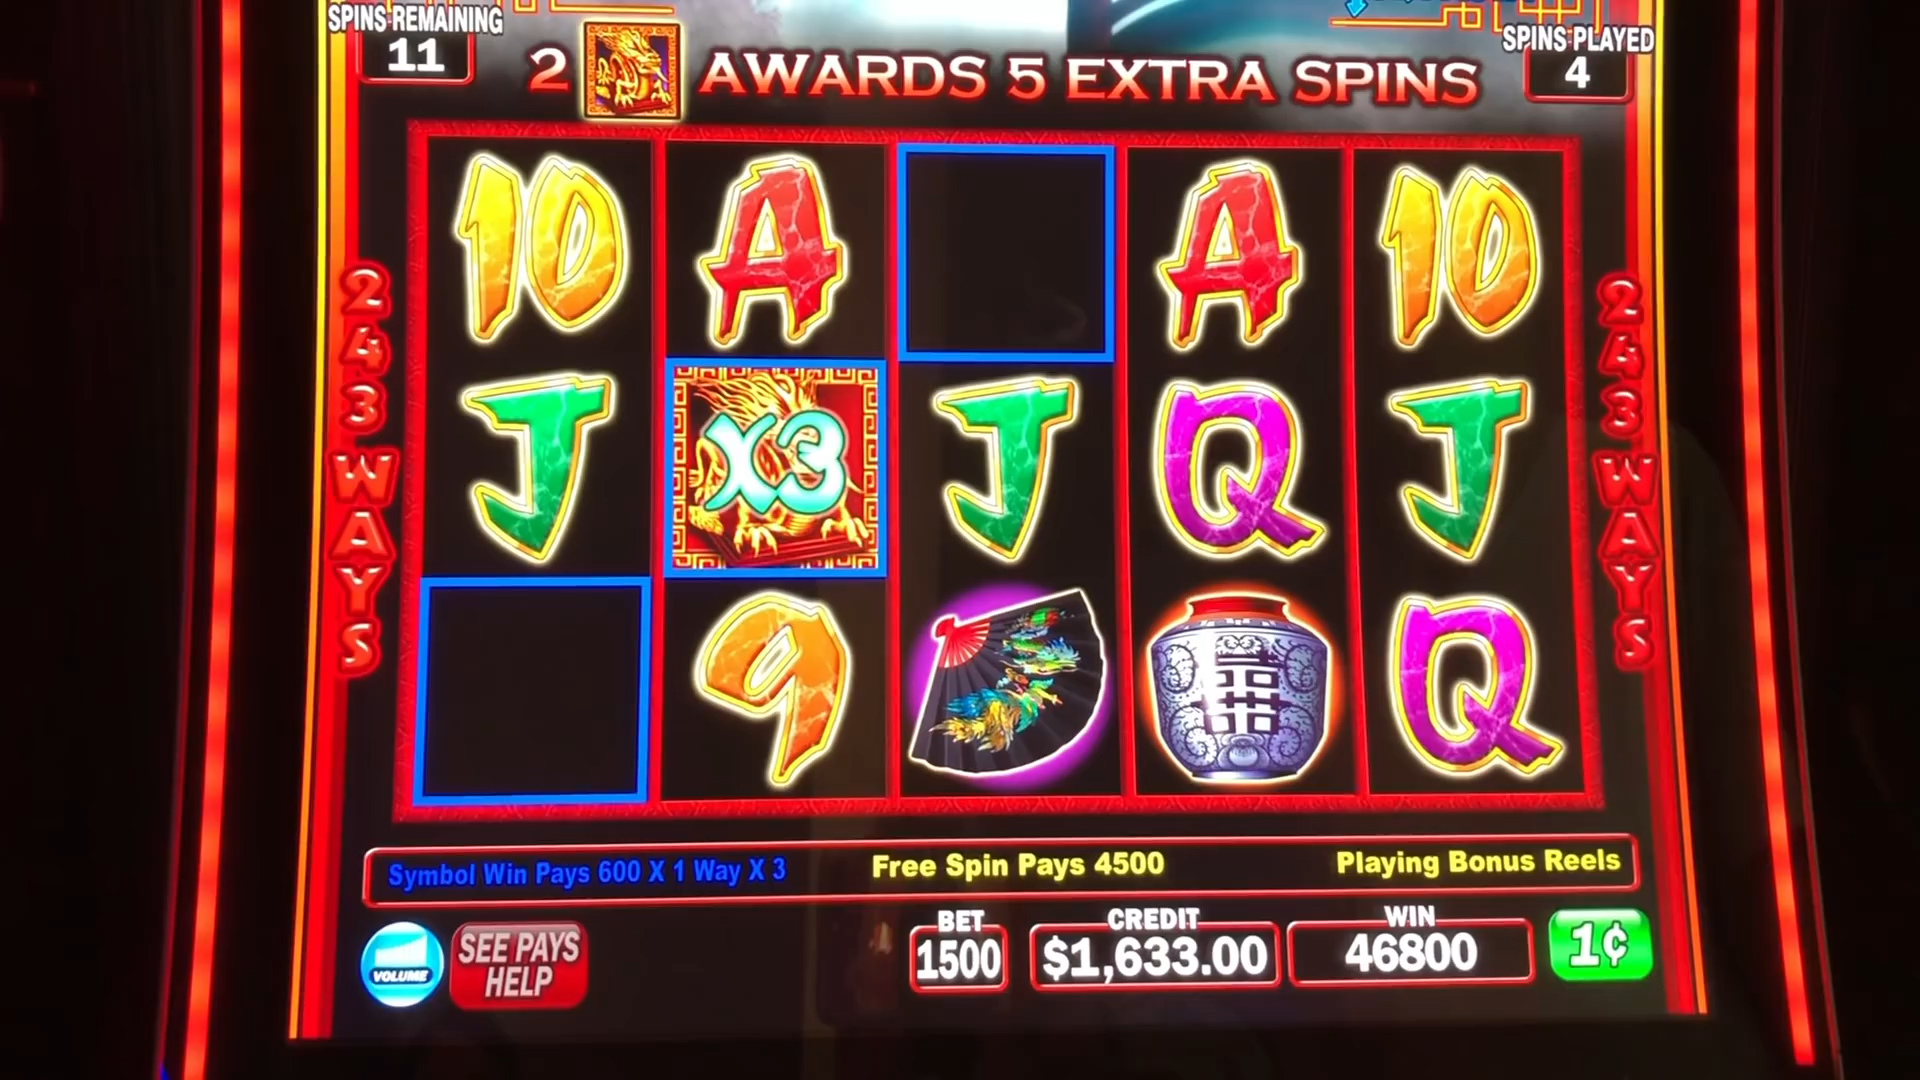 SPINS REMAINING
11
SPINS PLAYED
4
2 AWARDS 5 EXTRA SPINS
243 WAYS
243 WAYS
10 A A 10
J X3 J Q J
9 囍 Q
Symbol Win Pays 600 X 1 Way X 3
Free Spin Pays 4500
Playing Bonus Reels
VOLUME
SEE PAYS
HELP
BET
1500
CREDIT
$1,633.00
WIN
46800
1¢